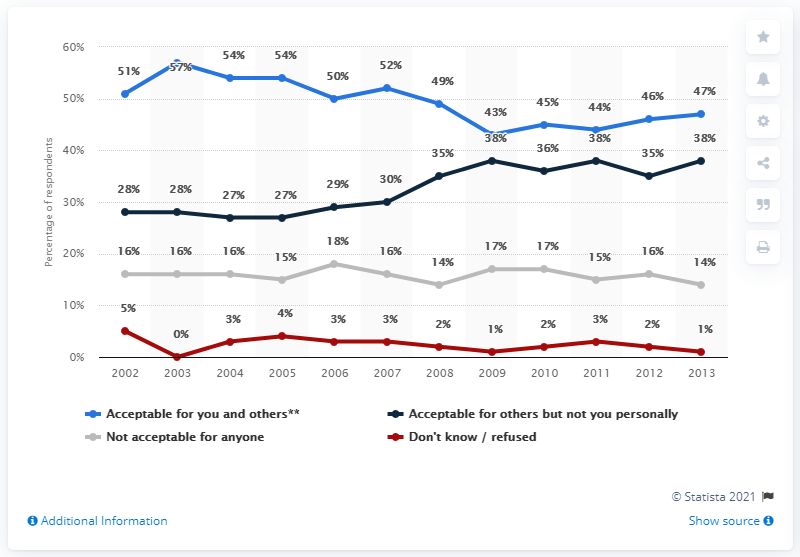 60%
50%
40%
30%
20%
10%
0%
Percentage of respondents
51% 57% 54% 54% 50% 52% 49% 43% 45% 44% 46% 47%
28% 28% 27% 27% 29% 30% 35% 38% 36% 38% 35% 38%
16% 16% 16% 15% 18% 16% 14% 17% 17% 15% 16% 14%
5% 0% 3% 4% 3% 3% 2% 1% 2% 3% 2% 1%
2002 2003 2004 2005 2006 2007 2008 2009 2010 2011 2012 2013
Acceptable for you and others** Acceptable for others but not you personally
Not acceptable for anyone Don't know / refused
© Statista 2021
Additional Information Show source